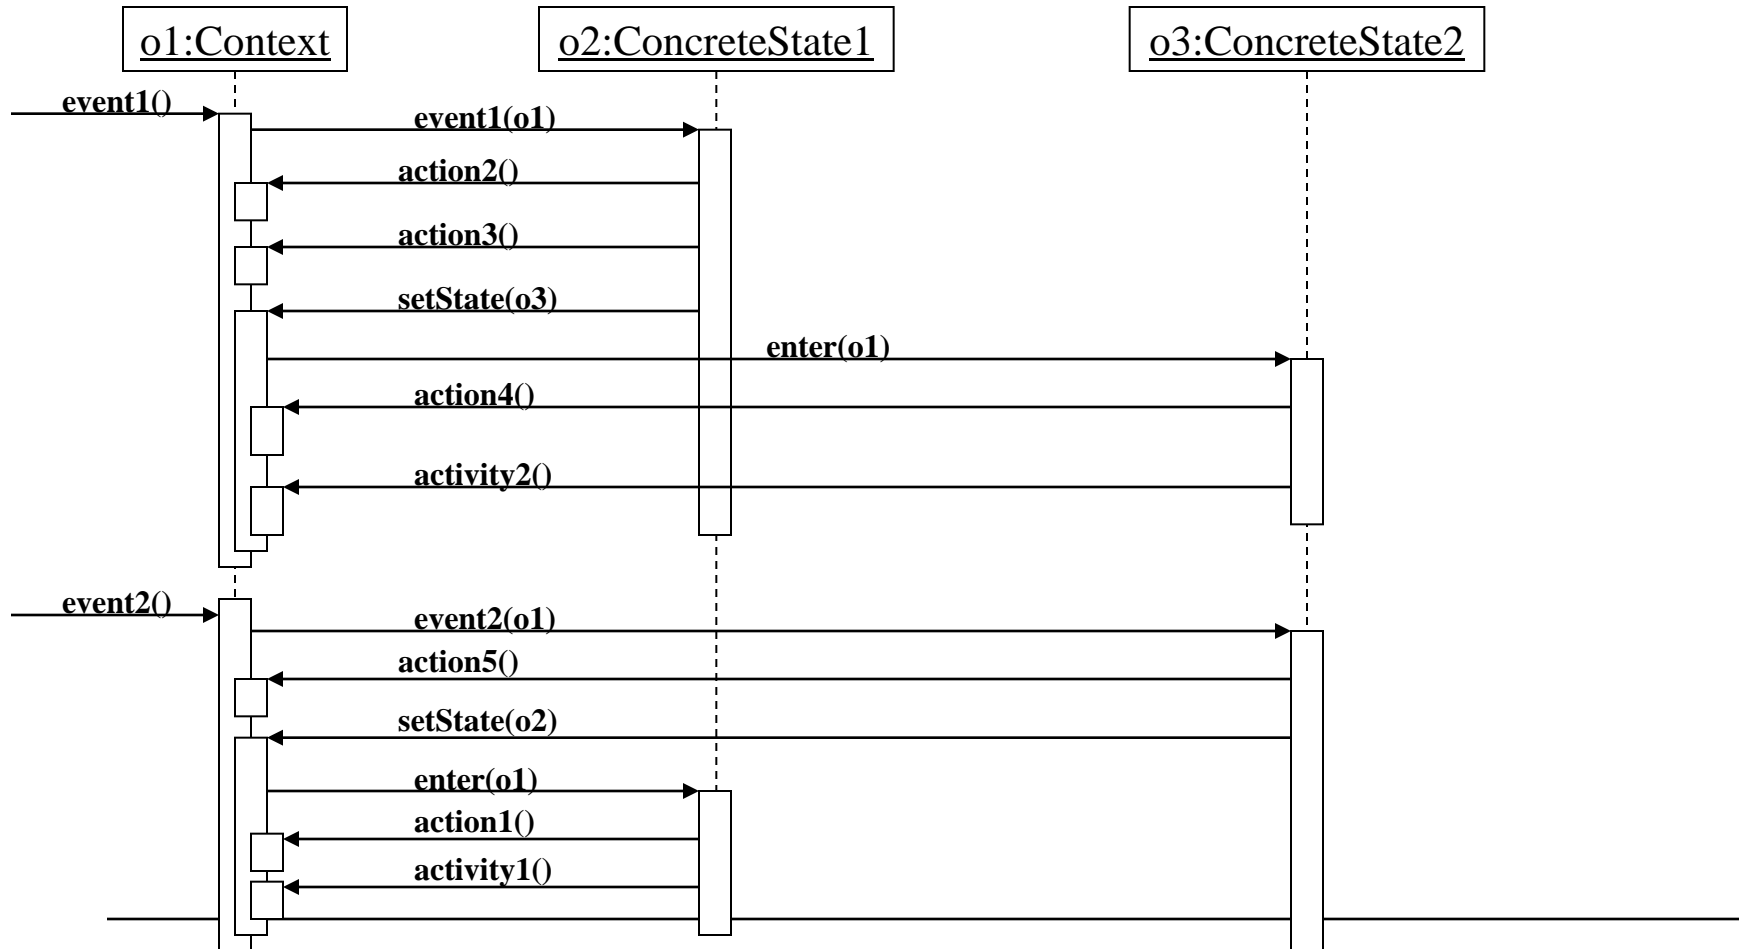 o1:Context
o2:ConcreteState1
o3:ConcreteState2
event1()
event1(o1)
action2()
action3()
setState(o3)
enter(o1)
action4()
activity2()
event2()
event2(o1)
action5()
setState(o2)
enter(o1)
action1()
activity1()